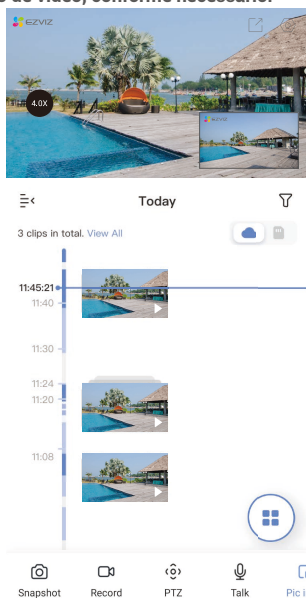 o de vídeo, conforme necessário.
EZVIZ
4.0X
EZVIZ
Today
3 clips in total. View All
11:45:21
11:40
11:30
11:24
11:20
11:08
Snapshot
Record
PTZ
Talk
Pic i